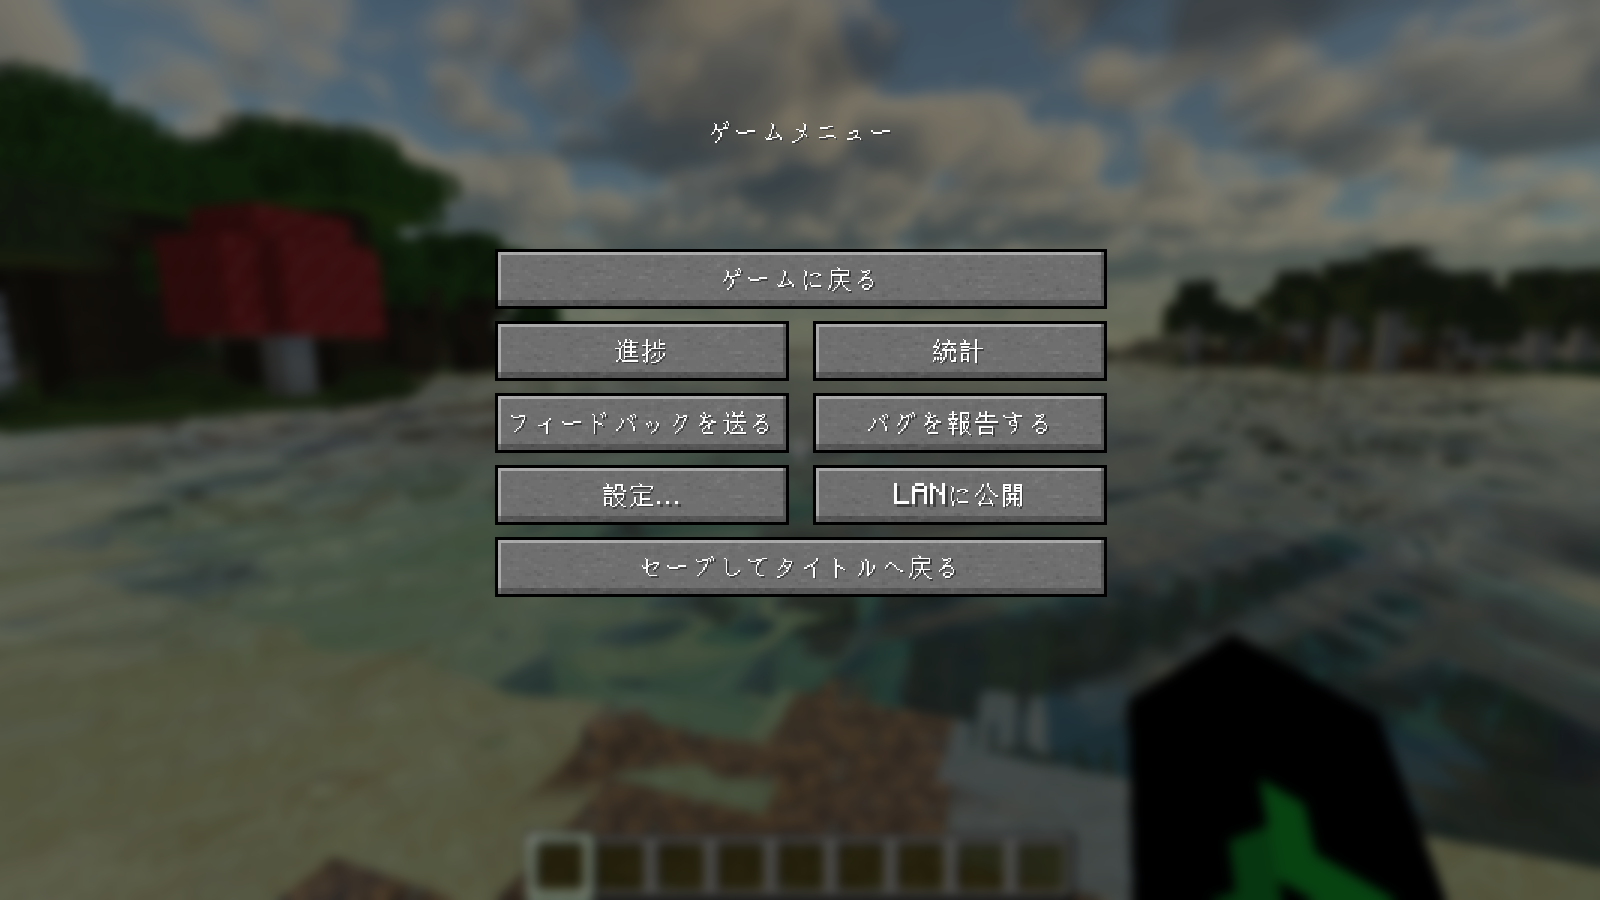 ゲームメニュー
ゲームに戻る
進捗
統計
フィードバックを送る
バグを報告する
設定...
LANに公開
セーブしてタイトルへ戻る